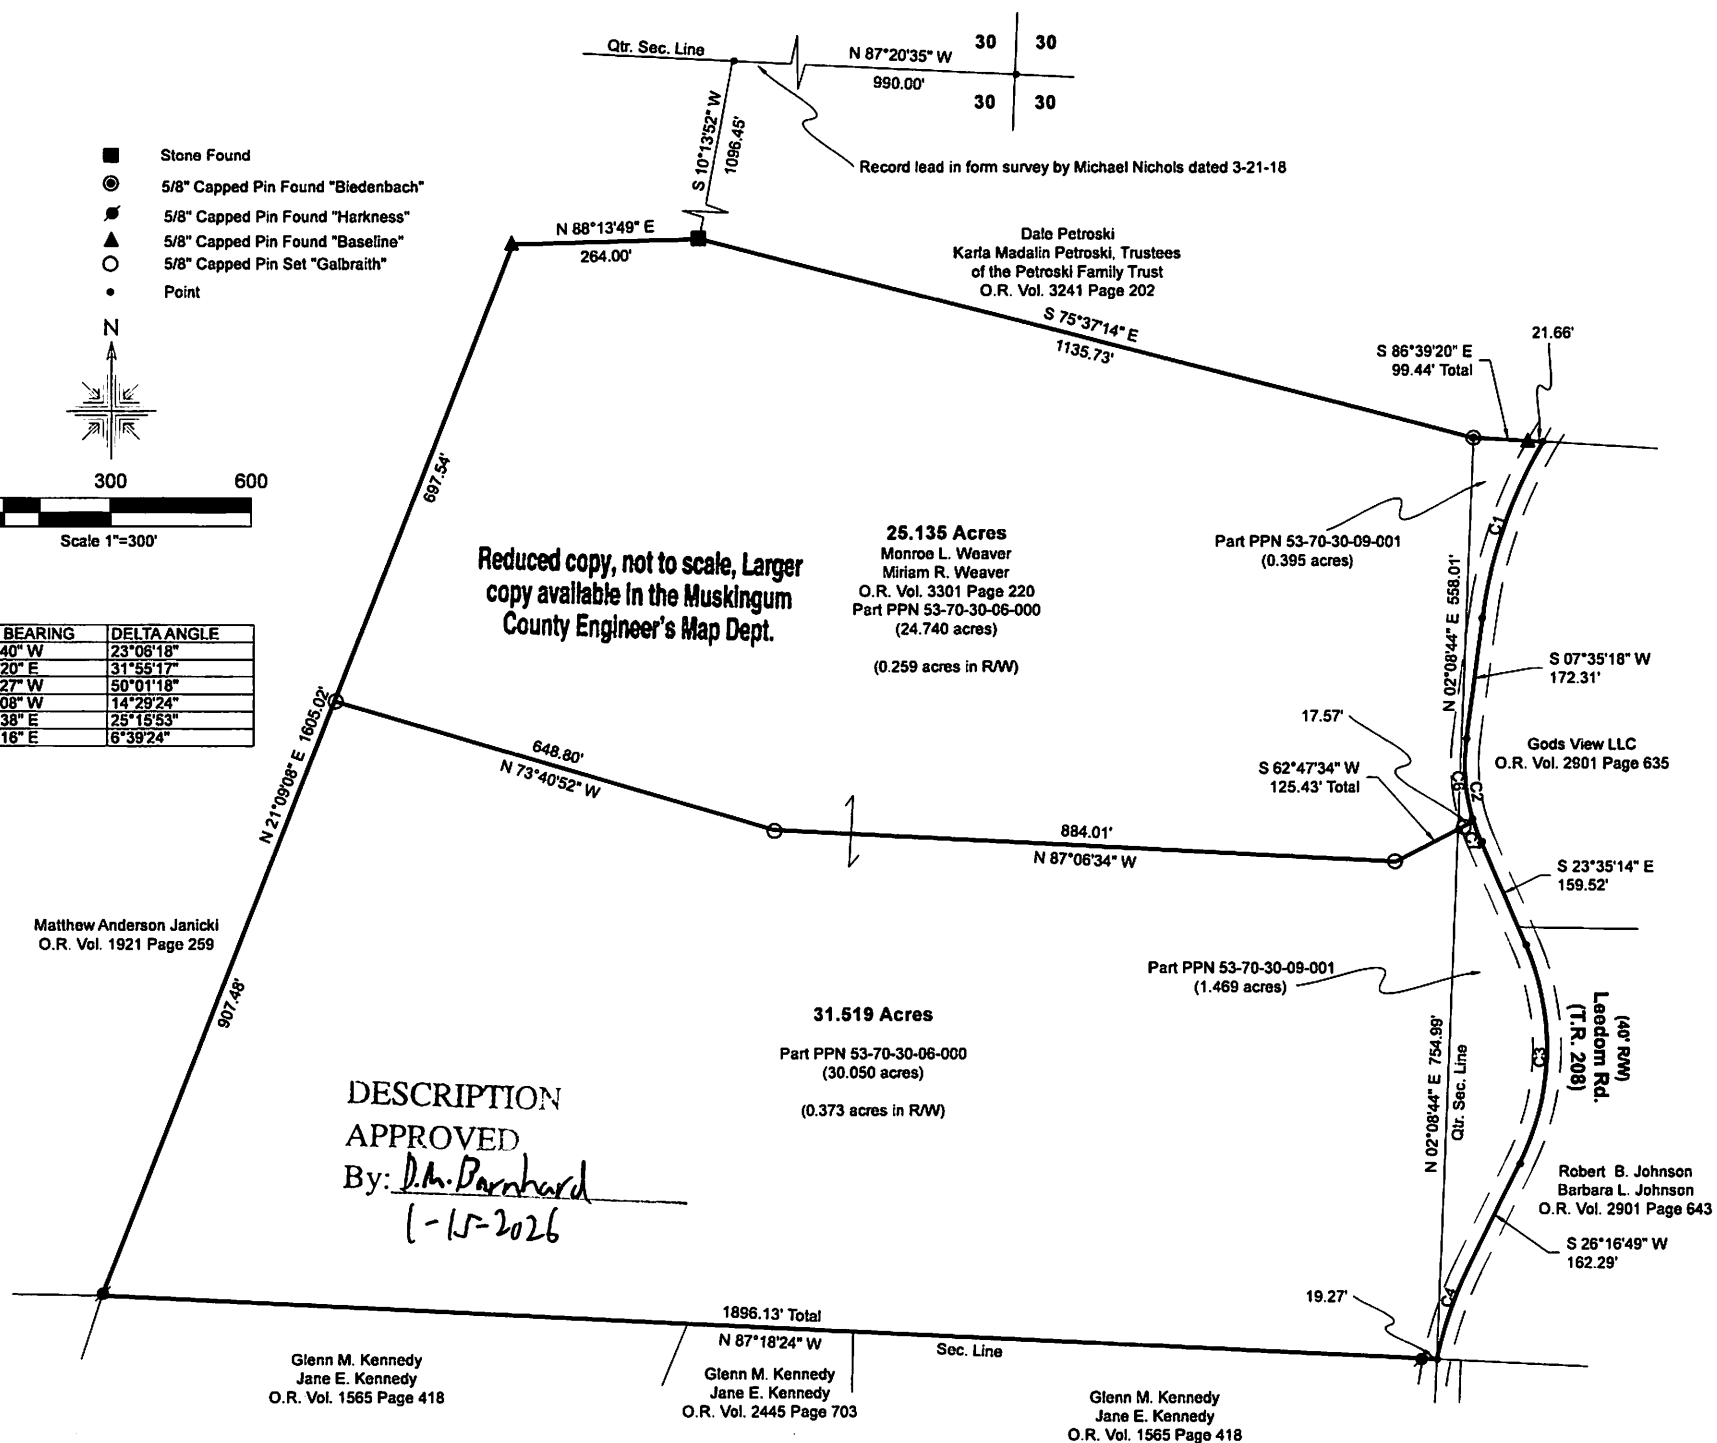 Qtr. Sec. Line
N 87°20'35" W
990.00'
30 30
30 30
S 10°13'52" W
1096.45'
Record lead in form survey by Michael Nichols dated 3-21-18
Stone Found
5/8" Capped Pin Found "Biedenbach"
5/8" Capped Pin Found "Harkness"
5/8" Capped Pin Found "Baseline"
5/8" Capped Pin Set "Galbraith"
Point
N
300 600
Scale 1"=300'
N 88°13'49" E
264.00'
Dale Petroski
Karla Madalin Petroski, Trustees
of the Petroski Family Trust
O.R. Vol. 3241 Page 202
S 75°37'14" E
1135.73'
S 86°39'20" E
99.44' Total
21.66'
697.54'
Reduced copy, not to scale, Larger
copy available in the Muskingum
County Engineer's Map Dept.
25.135 Acres
Monroe L. Weaver
Miriam R. Weaver
O.R. Vol. 3301 Page 220
Part PPN 53-70-30-06-000
(24.740 acres)
(0.259 acres in R/W)
Part PPN 53-70-30-09-001
(0.395 acres)
C1
N 02°08'44" E 558.01'
S 07°35'18" W
172.31'
BEARING DELTA ANGLE
40" W 23°06'18"
20" E 31°55'17"
27" W 50°01'18"
08" W 14°29'24"
38" E 25°15'53"
16" E 6°39'24"
N 21°09'08" E 1605.02'
648.80'
N 73°40'52" W
17.57'
S 62°47'34" W
125.43' Total
Gods View LLC
O.R. Vol. 2901 Page 635
C6
C2
884.01'
N 87°06'34" W
S 23°35'14" E
159.52'
Matthew Anderson Janicki
O.R. Vol. 1921 Page 259
907.48'
Part PPN 53-70-30-09-001
(1.469 acres)
31.519 Acres
Part PPN 53-70-30-06-000
(30.050 acres)
(0.373 acres in R/W)
N 02°08'44" E 754.99'
Qtr. Sec. Line
C3
(40' R/W)
Leedom Rd.
(T.R. 208)
DESCRIPTION
APPROVED
By: D.M. Barnhard
1-15-2026
Robert B. Johnson
Barbara L. Johnson
O.R. Vol. 2901 Page 643
S 26°16'49" W
162.29'
C4
19.27'
1896.13' Total
N 87°18'24" W
Sec. Line
Glenn M. Kennedy
Jane E. Kennedy
O.R. Vol. 1565 Page 418
Glenn M. Kennedy
Jane E. Kennedy
O.R. Vol. 2445 Page 703
Glenn M. Kennedy
Jane E. Kennedy
O.R. Vol. 1565 Page 418